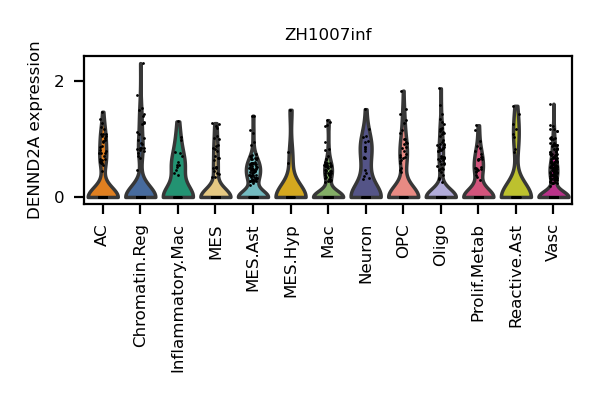 ZH1007inf
DENND2A expression
2
0
AC
Chromatin.Reg
Inflammatory.Mac
MES
MES.Ast
MES.Hyp
Mac
Neuron
OPC
Oligo
Prolif.Metab
Reactive.Ast
Vasc